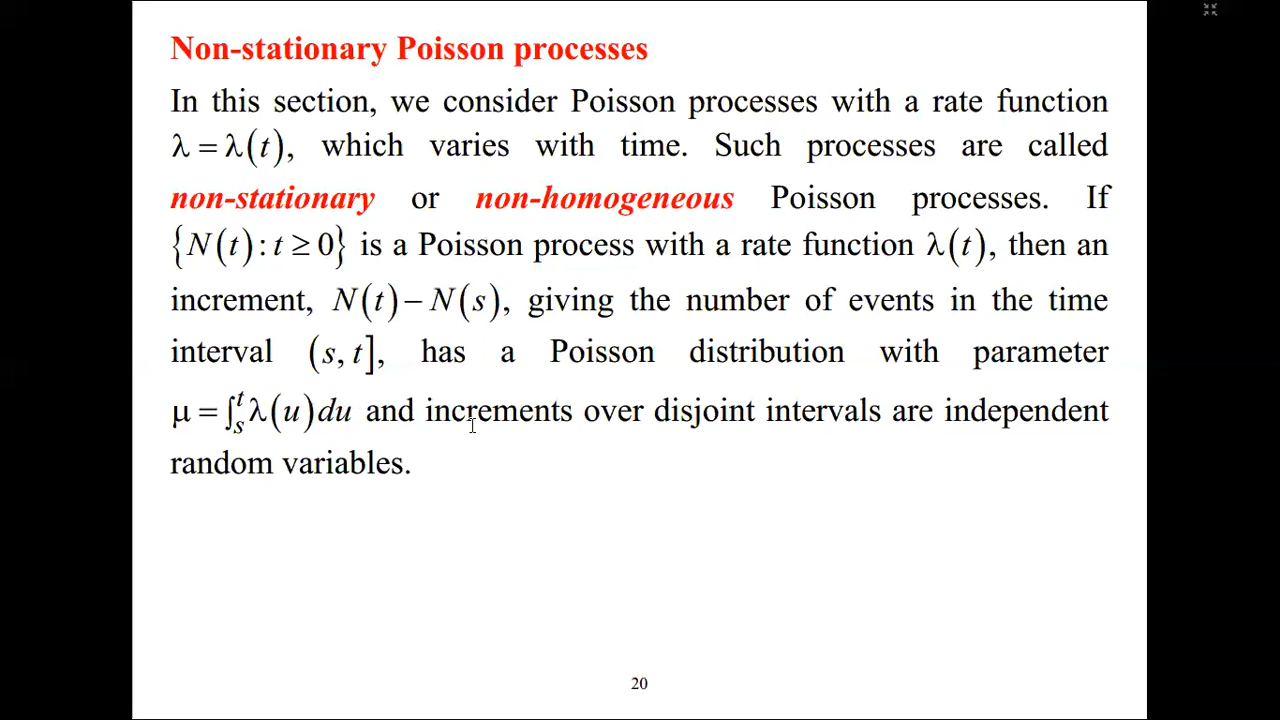 Non-stationary Poisson processes
In this section, we consider Poisson processes with a rate function
λ = λ(t), which varies with time. Such processes are called
non-stationary or non-homogeneous Poisson processes. If
{N(t) : t ≥ 0} is a Poisson process with a rate function λ(t), then an
increment, N(t) − N(s), giving the number of events in the time
interval (s, t], has a Poisson distribution with parameter
μ = ∫ₛᵗ λ(u)du and increments over disjoint intervals are independent
random variables.
20